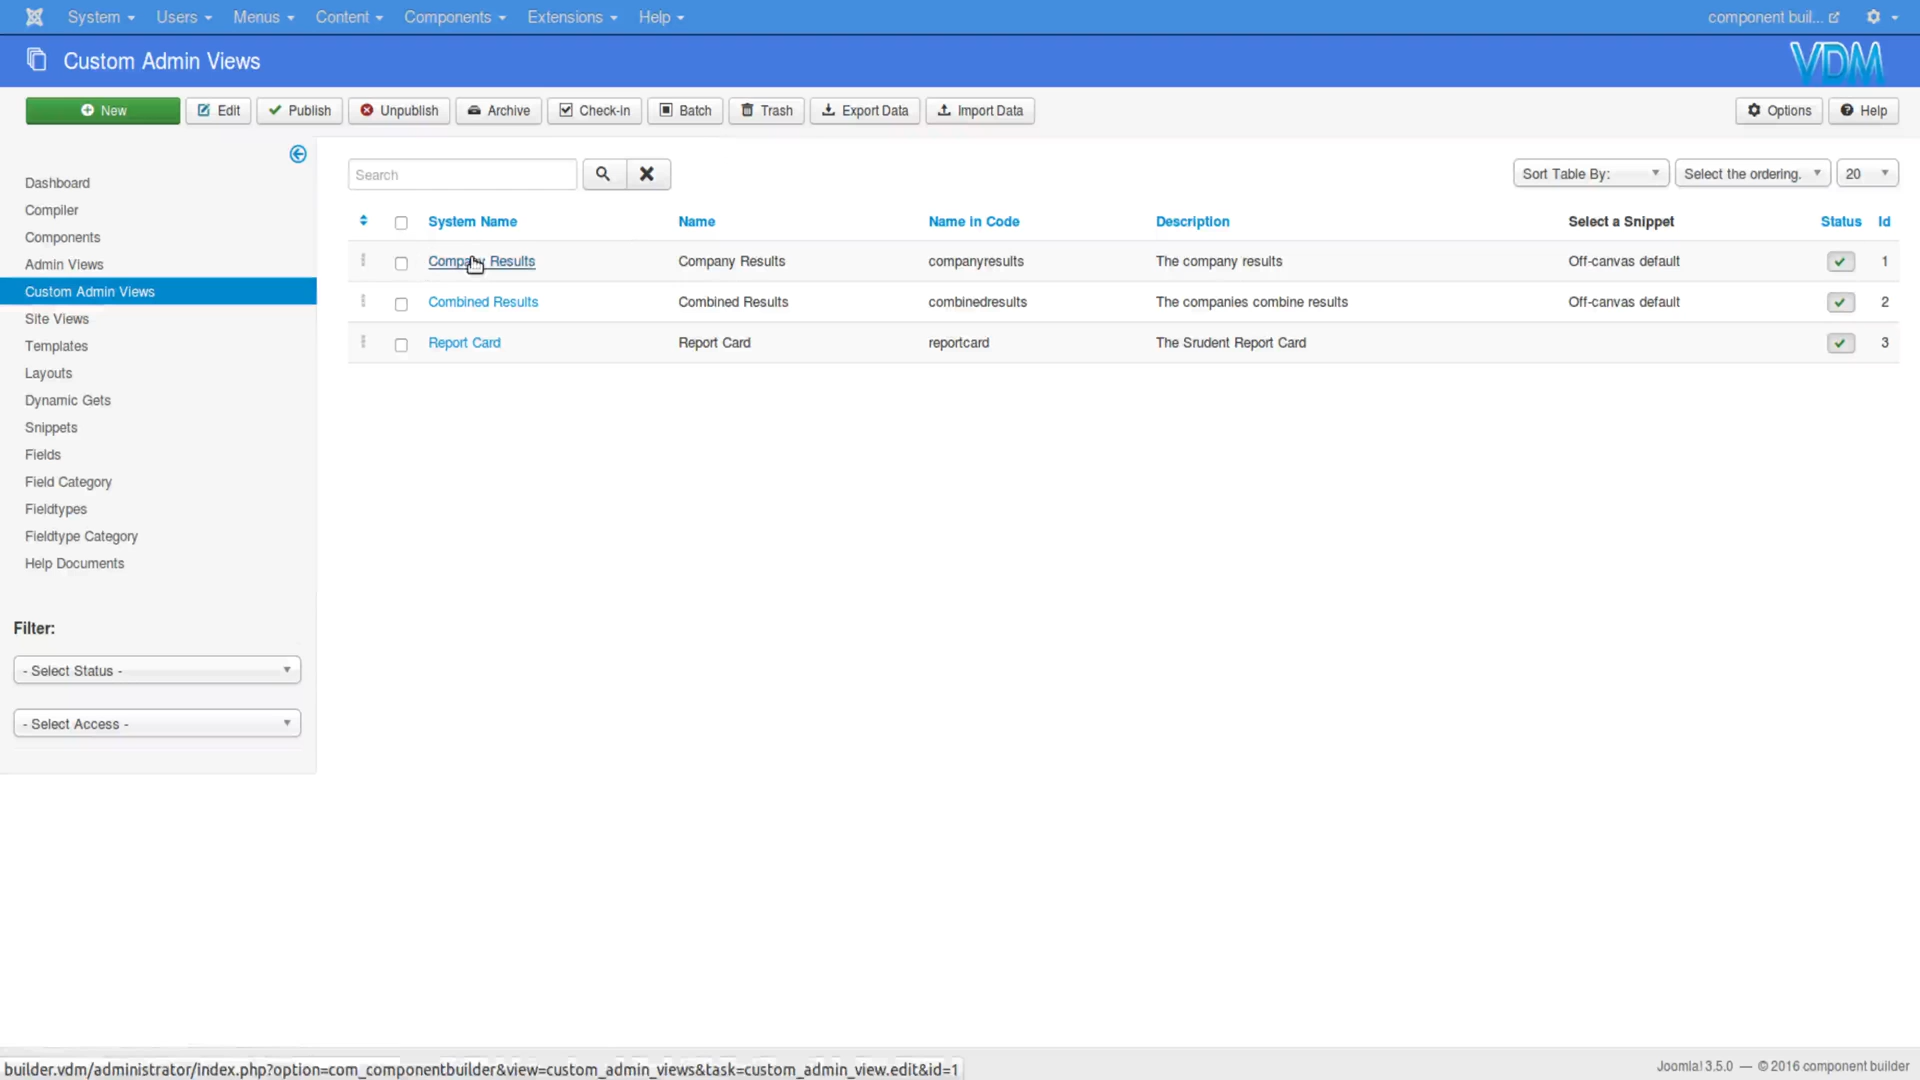 System Users Menus Content Components Extensions Help component buil...
Custom Admin Views VDM
New Edit Publish Unpublish Archive Check-in Batch Trash Export Data Import Data Options Help
Search Sort Table By: Select the ordering. 20
Dashboard
Compiler
Components
Admin Views
Custom Admin Views
Site Views
Templates
Layouts
Dynamic Gets
Snippets
Fields
Field Category
Fieldtypes
Fieldtype Category
Help Documents
Filter:
- Select Status -
- Select Access -
System Name Name Name in Code Description Select a Snippet Status Id
Company Results Company Results companyresults The company results Off-canvas default 1
Combined Results Combined Results combinedresults The companies combine results Off-canvas default 2
Report Card Report Card reportcard The Srudent Report Card 3
builder.vdm/administrator/index.php?option=com_componentbuilder&view=custom_admin_views&task=custom_admin_view.edit&id=1
Joomla! 3.5.0 — © 2016 component builder